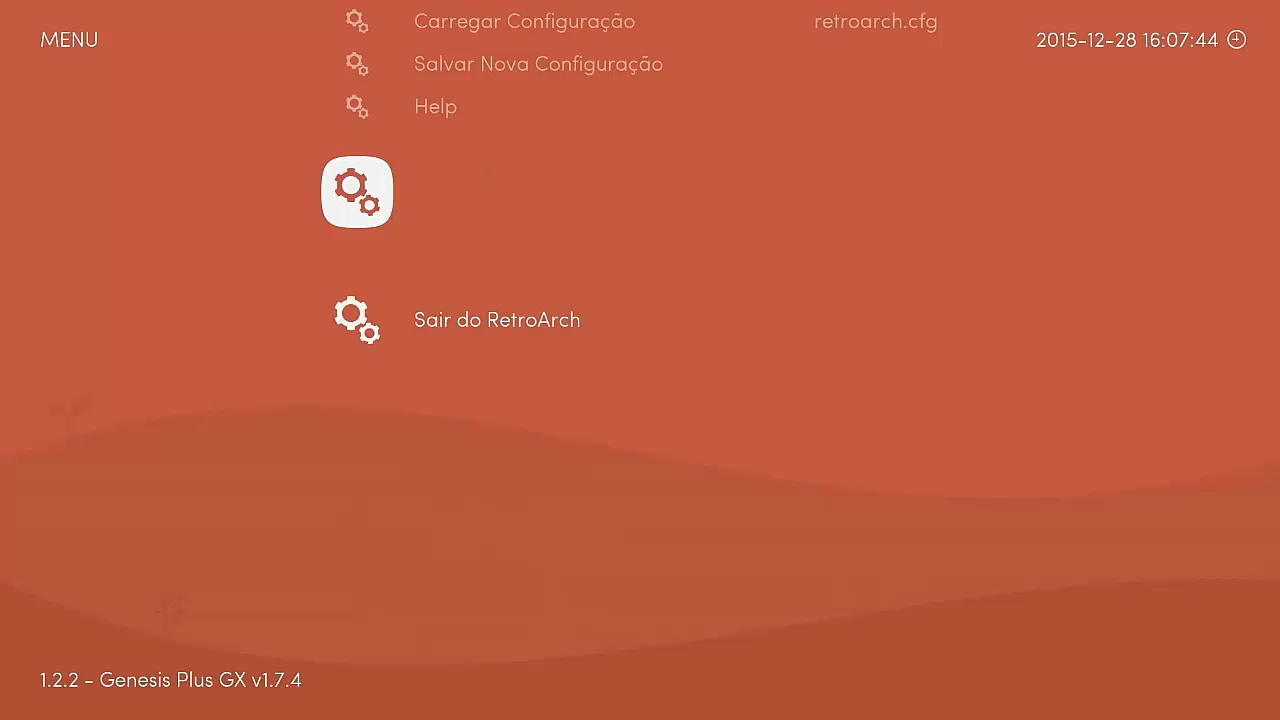 Carregar Configuração retroarch.cfg
MENU 2015-12-28 16:07:44
Salvar Nova Configuração
Help
Sair do RetroArch
1.2.2 - Genesis Plus GX v1.7.4